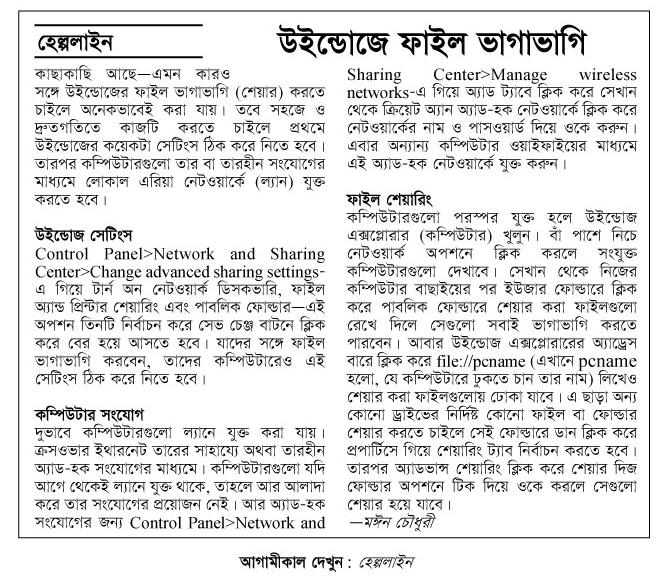 হেল্পলাইন
উইন্ডোজে ফাইল ভাগাভাগি
কাছাকাছি আছে—এমন কারও
সঙ্গে উইন্ডোজের ফাইল ভাগাভাগি (শেয়ার) করতে
চাইলে অনেকভাবেই করা যায়। তবে সহজে ও
দ্রুতগতিতে কাজটি করতে চাইলে প্রথমে
উইন্ডোজের কয়েকটা সেটিংস ঠিক করে নিতে হবে।
তারপর কম্পিউটারগুলো তার বা তারহীন সংযোগের
মাধ্যমে লোকাল এরিয়া নেটওয়ার্কে (ল্যান) যুক্ত
করতে হবে।
উইন্ডোজ সেটিংস
Control Panel>Network and Sharing
Center>Change advanced sharing settings-
এ গিয়ে টার্ন অন নেটওয়ার্ক ডিসকভারি, ফাইল
অ্যান্ড প্রিন্টার শেয়ারিং এবং পাবলিক ফোল্ডার—এই
অপশন তিনটি নির্বাচন করে সেভ চেঞ্জ বাটনে ক্লিক
করে বের হয়ে আসতে হবে। যাদের সঙ্গে ফাইল
ভাগাভাগি করবেন, তাদের কম্পিউটারেও এই
সেটিংস ঠিক করে নিতে হবে।
কম্পিউটার সংযোগ
দুভাবে কম্পিউটারগুলো ল্যানে যুক্ত করা যায়।
ক্রসওভার ইথারনেট তারের সাহায্যে অথবা তারহীন
অ্যাড-হক সংযোগের মাধ্যমে। কম্পিউটারগুলো যদি
আগে থেকেই ল্যানে যুক্ত থাকে, তাহলে আর আলাদা
করে তার সংযোগের প্রয়োজন নেই। আর অ্যাড-হক
সংযোগের জন্য Control Panel>Network and
Sharing Center>Manage wireless
networks-এ গিয়ে অ্যাড ট্যাবে ক্লিক করে সেখান
থেকে ক্রিয়েট অ্যান অ্যাড-হক নেটওয়ার্কে ক্লিক করে
নেটওয়ার্কের নাম ও পাসওয়ার্ড দিয়ে ওকে করুন।
এবার অন্যান্য কম্পিউটার ওয়াইফাইয়ের মাধ্যমে
এই অ্যাড-হক নেটওয়ার্কে যুক্ত করুন।
ফাইল শেয়ারিং
কম্পিউটারগুলো পরস্পর যুক্ত হলে উইন্ডোজ
এক্সপ্লোরার (কম্পিউটার) খুলুন। বাঁ পাশে নিচে
নেটওয়ার্ক অপশনে ক্লিক করলে সংযুক্ত
কম্পিউটারগুলো দেখাবে। সেখান থেকে নিজের
কম্পিউটার বাছাইয়ের পর ইউজার ফোল্ডারে ক্লিক
করে পাবলিক ফোল্ডারে শেয়ার করা ফাইলগুলো
রেখে দিলে সেগুলো সবাই ভাগাভাগি করতে
পারবেন। আবার উইন্ডোজ এক্সপ্লোরারের অ্যাড্রেস
বারে ক্লিক করে file://pcname (এখানে pcname
হলো, যে কম্পিউটারে ঢুকতে চান তার নাম) লিখেও
শেয়ার করা ফাইলগুলোয় ঢোকা যাবে। এ ছাড়া অন্য
কোনো ড্রাইভের নির্দিষ্ট কোনো ফাইল বা ফোল্ডার
শেয়ার করতে চাইলে সেই ফোল্ডারে ডান ক্লিক করে
প্রপার্টিসে গিয়ে শেয়ারিং ট্যাব নির্বাচন করতে হবে।
তারপর অ্যাডভান্স শেয়ারিং ক্লিক করে শেয়ার দিজ
ফোল্ডার অপশনে টিক দিয়ে ওকে করলে সেগুলো
শেয়ার হয়ে যাবে।
—মঈন চৌধুরী
আগামীকাল দেখুন : হেল্পলাইন